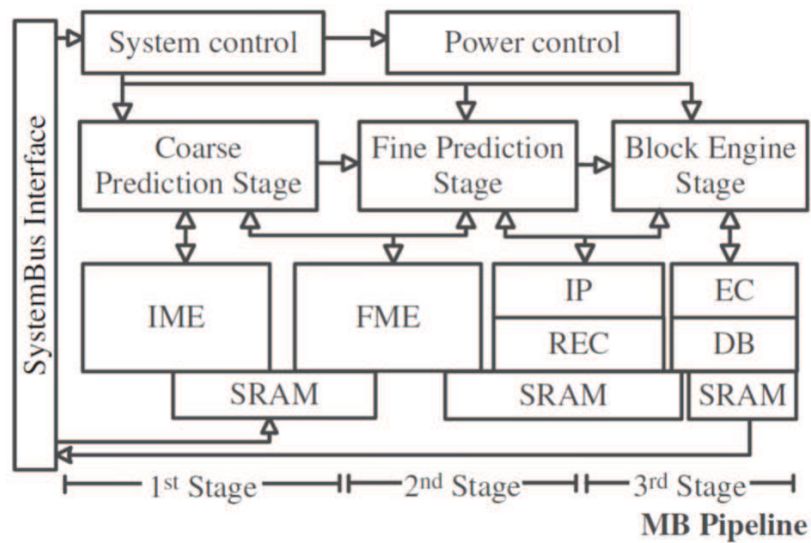 System control
Power control
SystemBus Interface
Coarse
Prediction Stage
Fine Prediction
Stage
Block Engine
Stage
IME
FME
IP
REC
EC
DB
SRAM
SRAM
SRAM
1st Stage
2nd Stage
3rd Stage
MB Pipeline